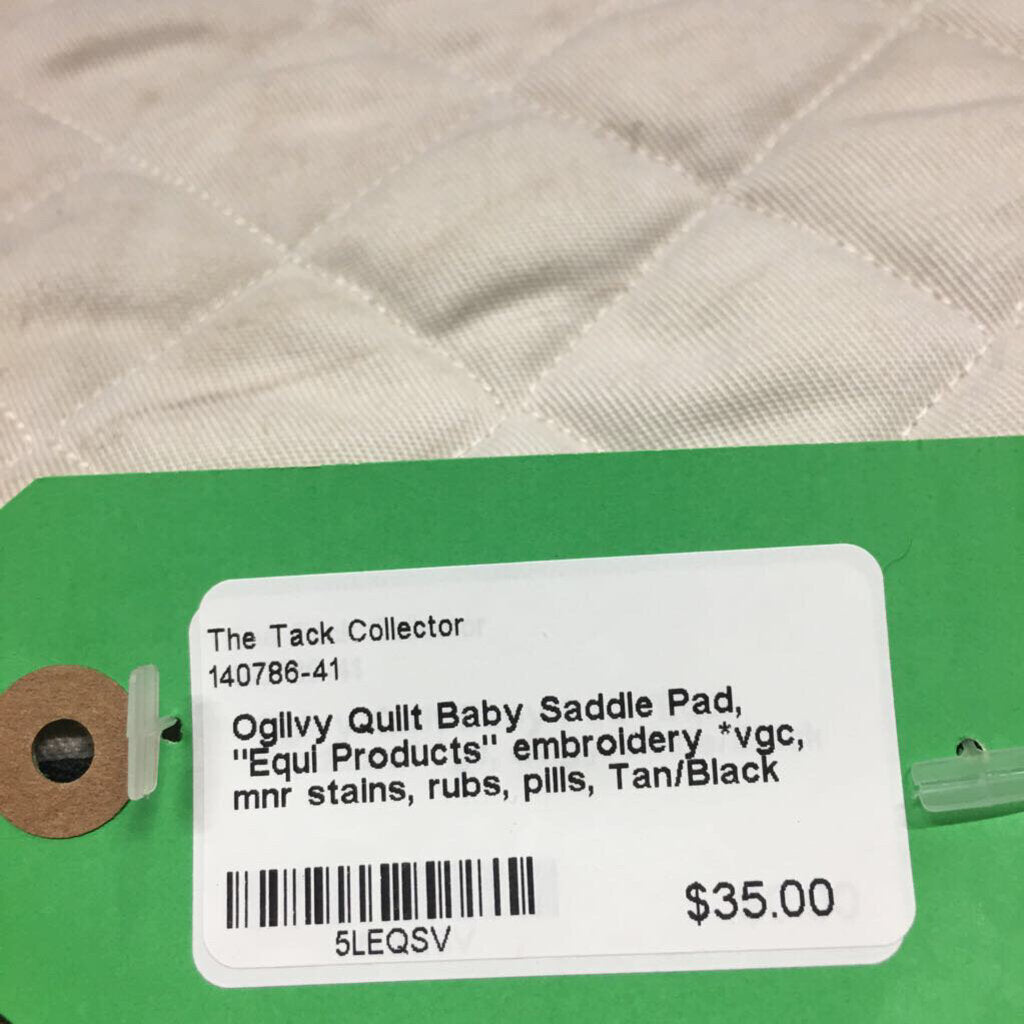 The Tack Collector
140786-41
Ogilvy Quilt Baby Saddle Pad,
"Equi Products" embroidery *vgc,
mnr stains, rubs, pills, Tan/Black
5LEQSV
$35.00